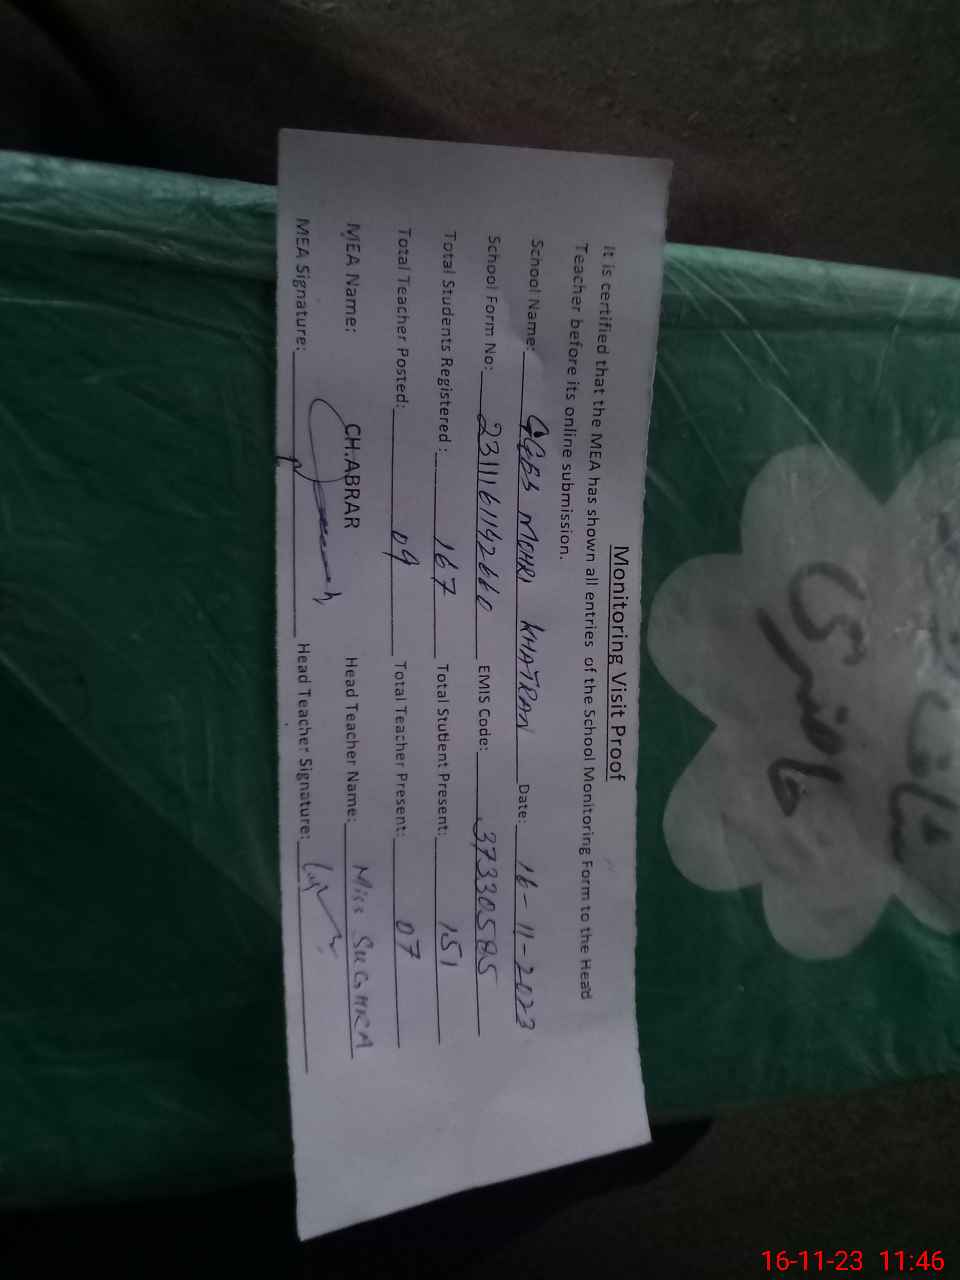 Monitoring Visit Proof
It is certified that the MEA has shown all entries of the School Monitoring Form to the Head
Teacher before its online submission.
School Name: GGES MOHRI KHATRAN Date: 16-11-2023
School Form No: 2311161192660 EMIS Code: 37330585
Total Students Registered: 167 Total Student Present: 151
Total Teacher Posted: 09 Total Teacher Present: 07
MEA Name: CH.ABRAR Head Teacher Name: Miss SUGHRA
MEA Signature: Head Teacher Signature:
16-11-23 11:46